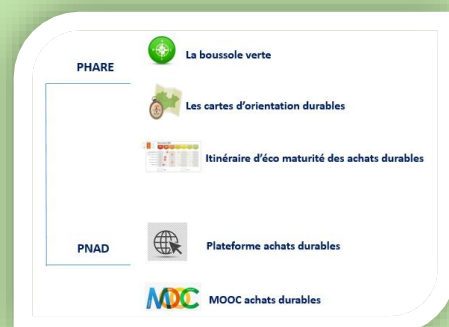 PHARE
La boussole verte
Les cartes d'orientation durables
Itinéraire d'éco maturité des achats durables
PNAD
Plateforme achats durables
MOOC
MOOC achats durables